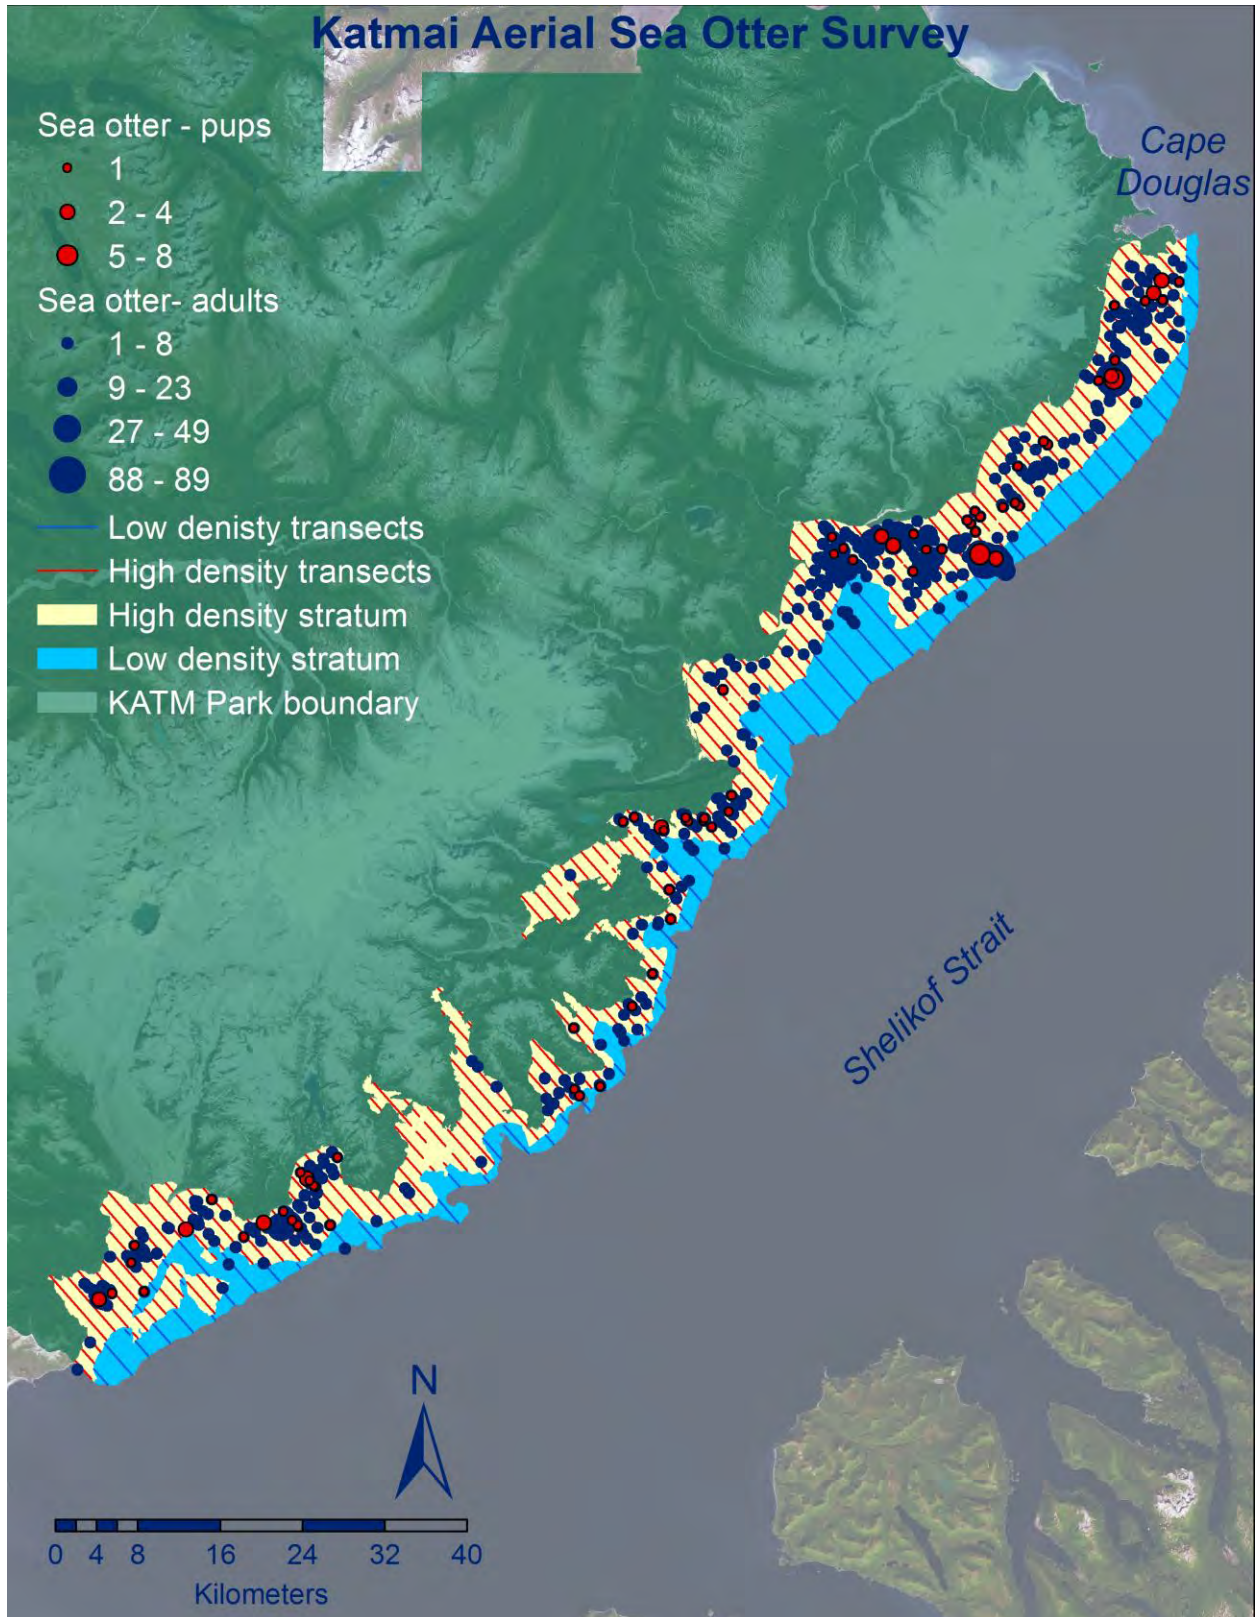 Katmai Aerial Sea Otter Survey
Sea otter - pups
1
2 - 4
5 - 8
Sea otter- adults
1 - 8
9 - 23
27 - 49
88 - 89
Low denisty transects
High density transects
High density stratum
Low density stratum
KATM Park boundary
Cape
Douglas
Shelikof Strait
N
0 4 8 16 24 32 40
Kilometers